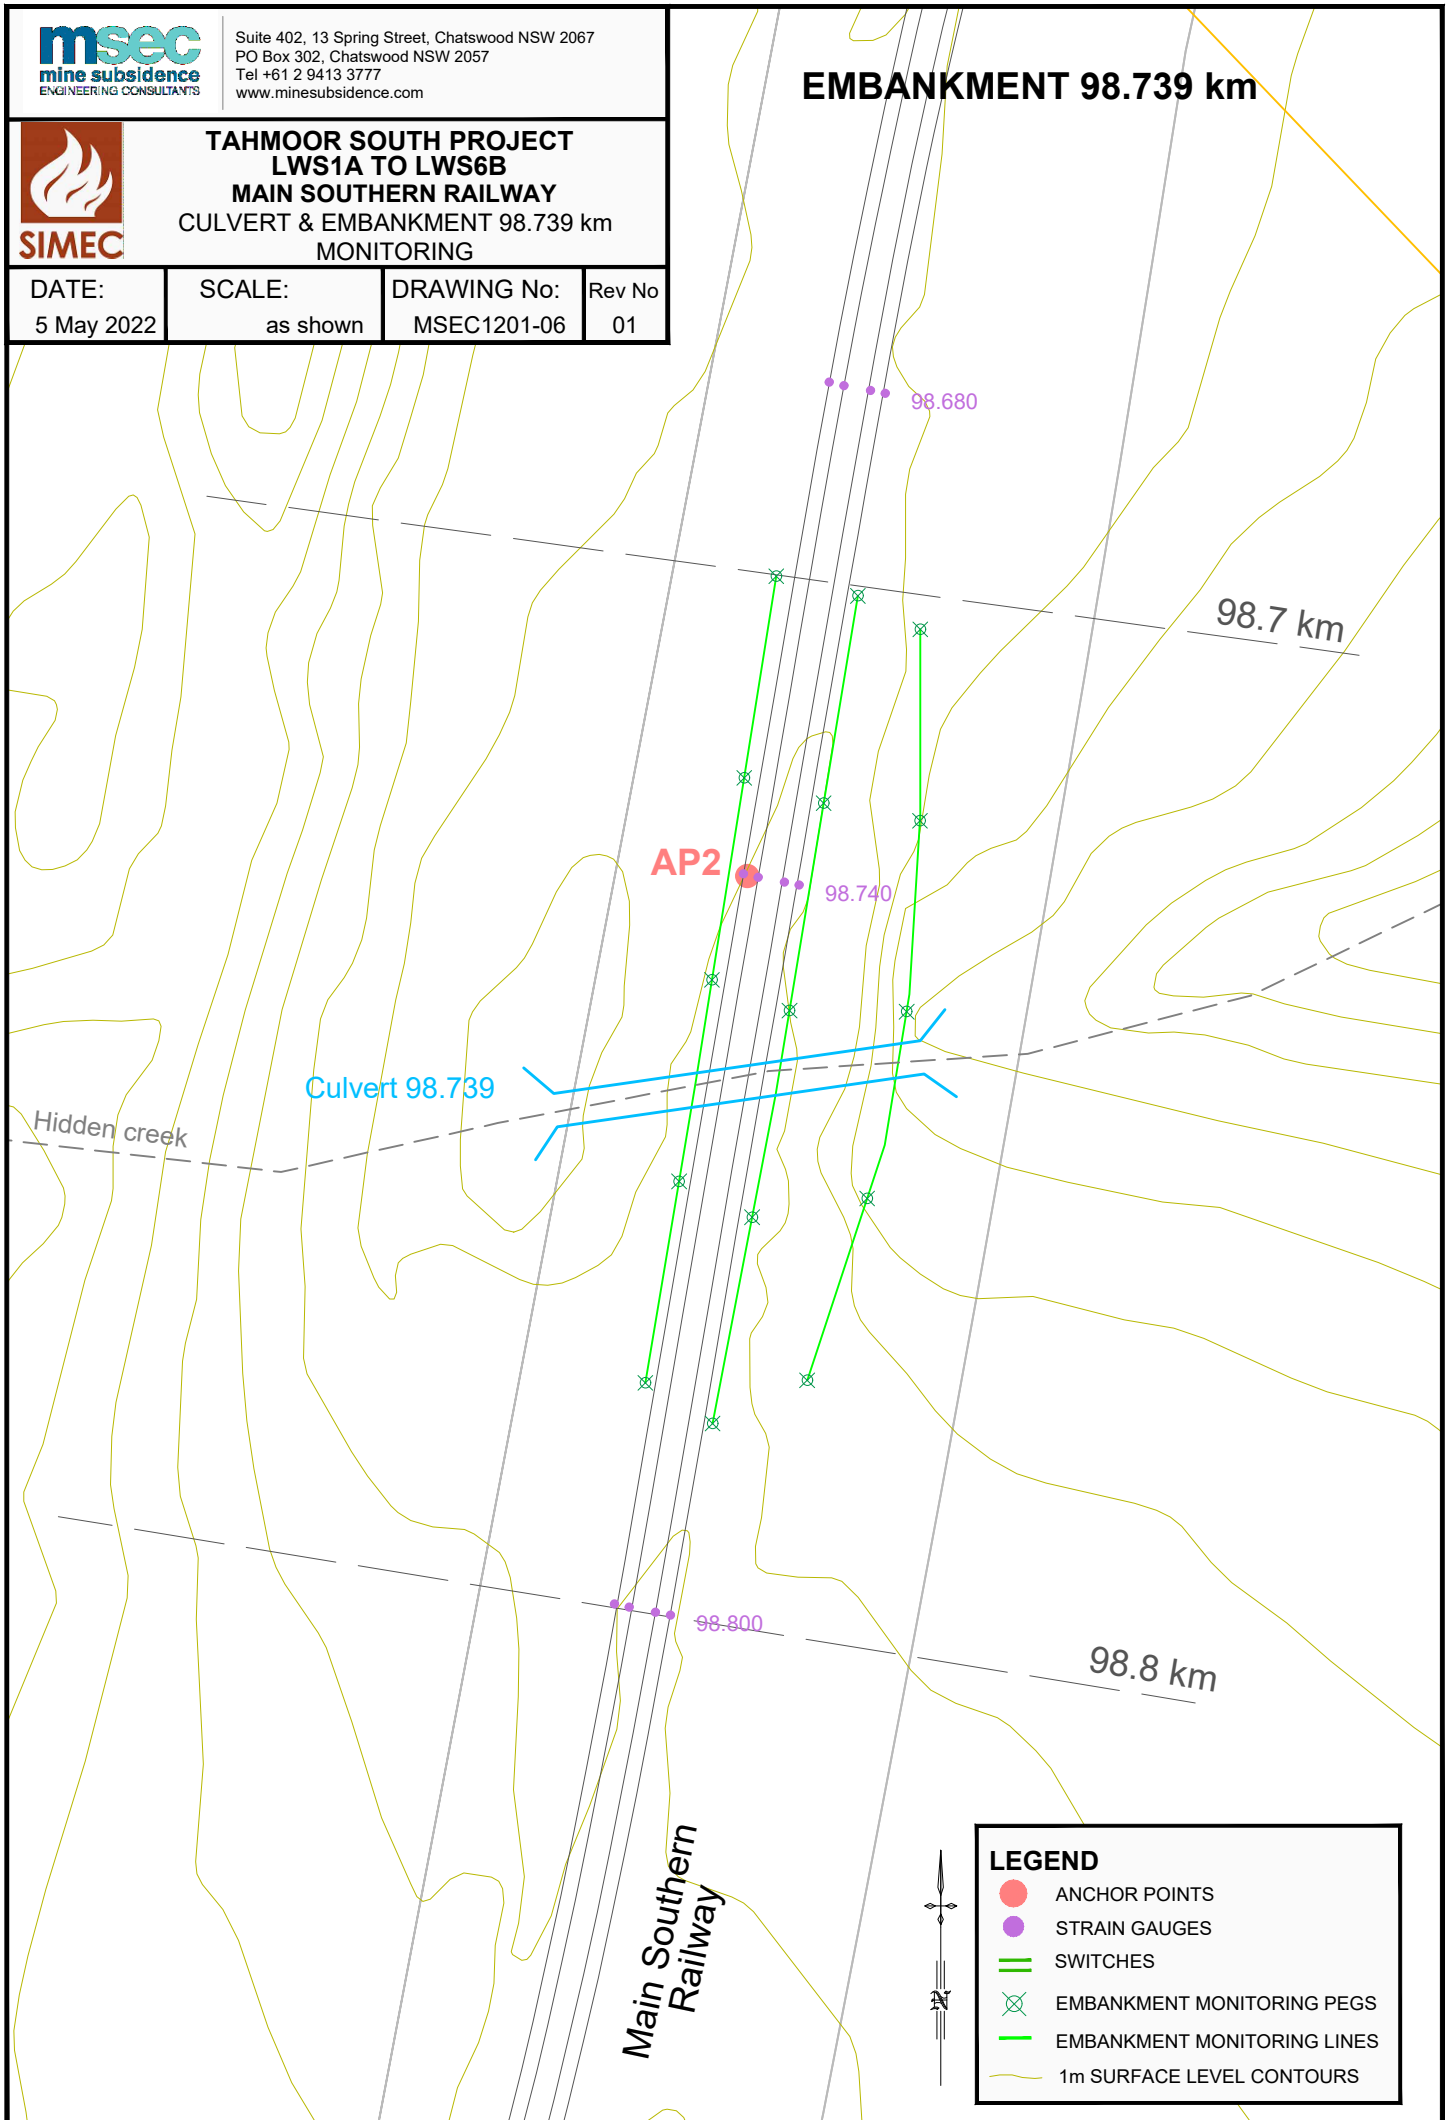 msec
mine subsidence
ENGINEERING CONSULTANTS
Suite 402, 13 Spring Street, Chatswood NSW 2067
PO Box 302, Chatswood NSW 2057
Tel +61 2 9413 3777
www.minesubsidence.com
EMBANKMENT 98.739 km
SIMEC
TAHMOOR SOUTH PROJECT
LWS1A TO LWS6B
MAIN SOUTHERN RAILWAY
CULVERT & EMBANKMENT 98.739 km
MONITORING
DATE:
5 May 2022
SCALE:
as shown
DRAWING No:
MSEC1201-06
Rev No
01
98.680
98.7 km
AP2
98.740
Culvert 98.739
Hidden creek
98.800
98.8 km
Main Southern
Railway
N
LEGEND
ANCHOR POINTS
STRAIN GAUGES
SWITCHES
EMBANKMENT MONITORING PEGS
EMBANKMENT MONITORING LINES
1m SURFACE LEVEL CONTOURS